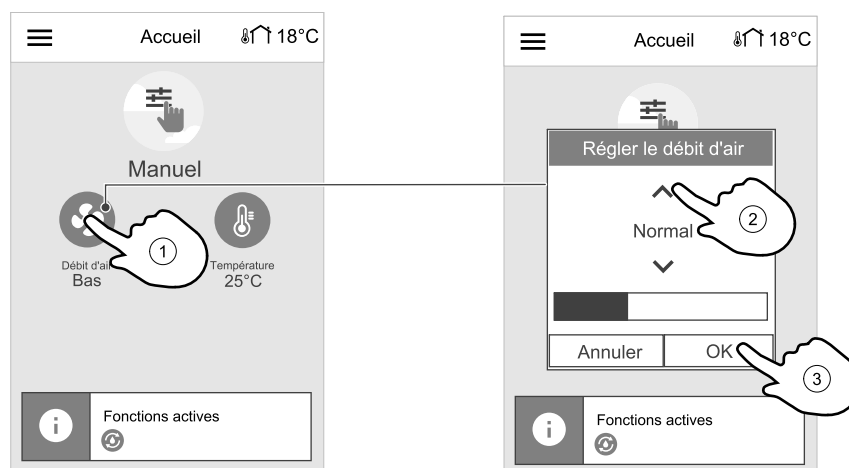 Accueil
18°C
Manuel
Débit d'air
Bas
1
Température
25°C
i
Fonctions actives
Accueil
18°C
Régler le débit d'air
2
Normal
Annuler
OK
3
i
Fonctions actives